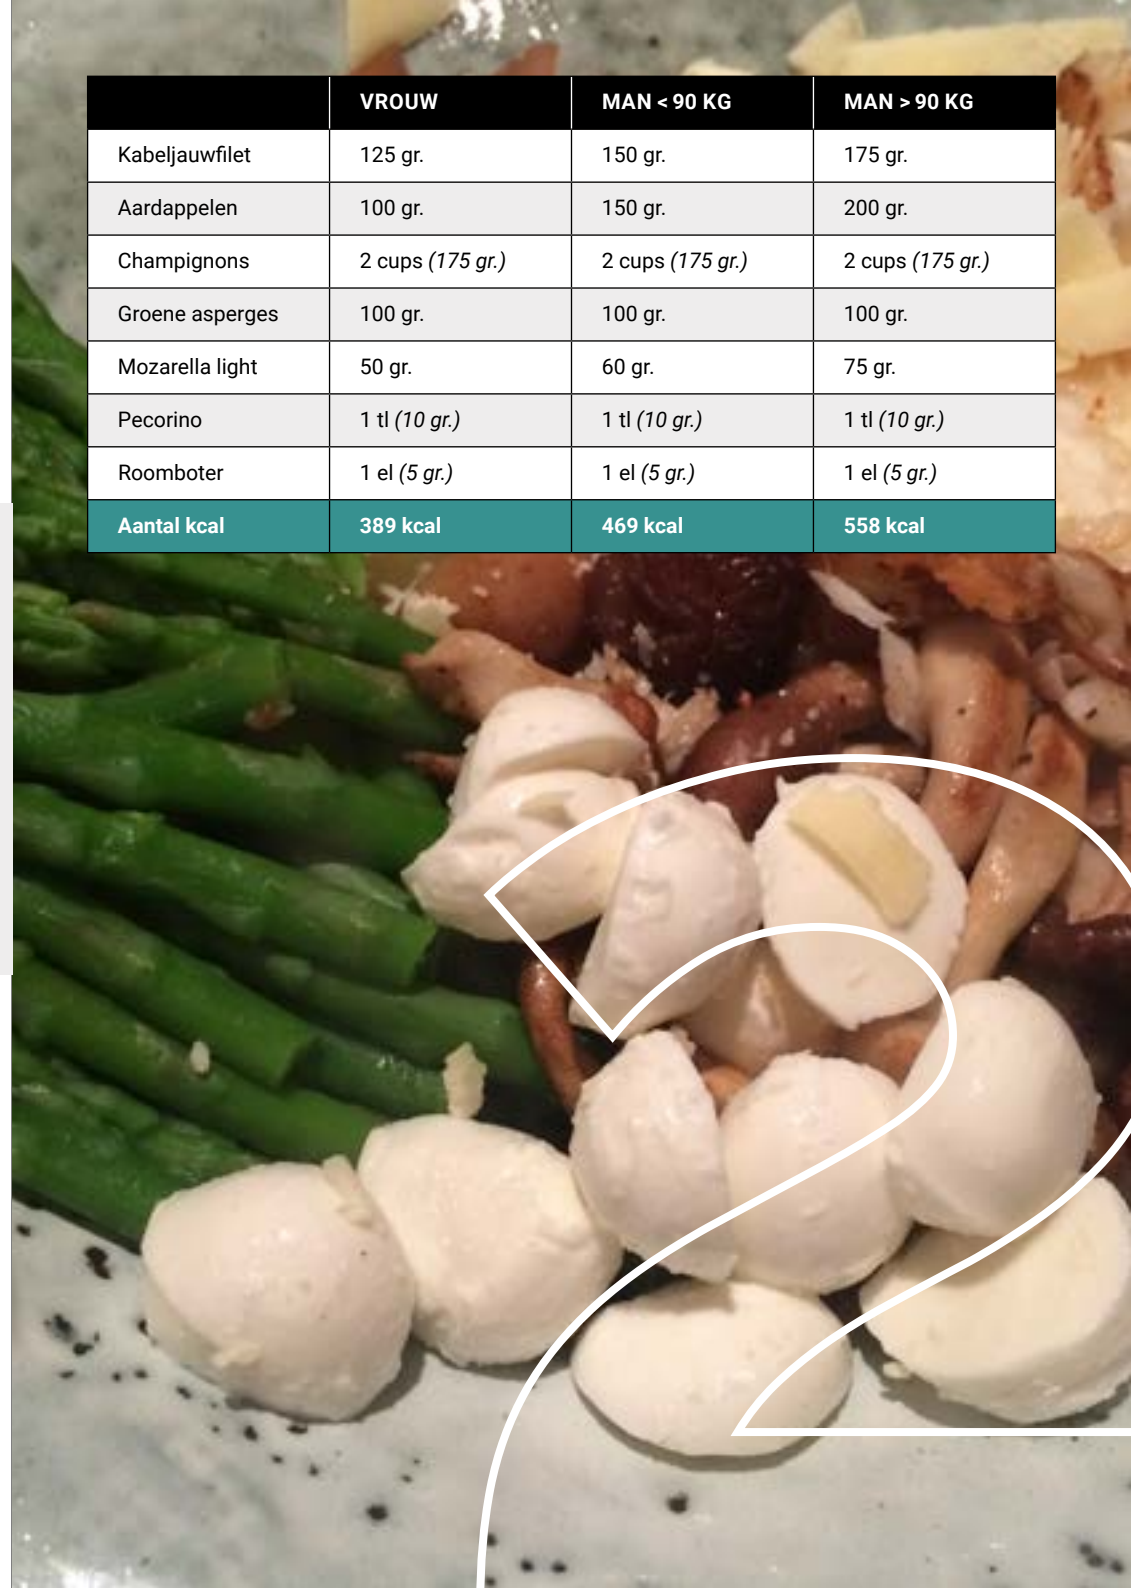 VROUW MAN < 90 KG MAN > 90 KG
Kabeljauwfilet 125 gr. 150 gr. 175 gr.
Aardappelen 100 gr. 150 gr. 200 gr.
Champignons 2 cups (175 gr.) 2 cups (175 gr.) 2 cups (175 gr.)
Groene asperges 100 gr. 100 gr. 100 gr.
Mozarella light 50 gr. 60 gr. 75 gr.
Pecorino 1 tl (10 gr.) 1 tl (10 gr.) 1 tl (10 gr.)
Roomboter 1 el (5 gr.) 1 el (5 gr.) 1 el (5 gr.)
Aantal kcal 389 kcal 469 kcal 558 kcal
2